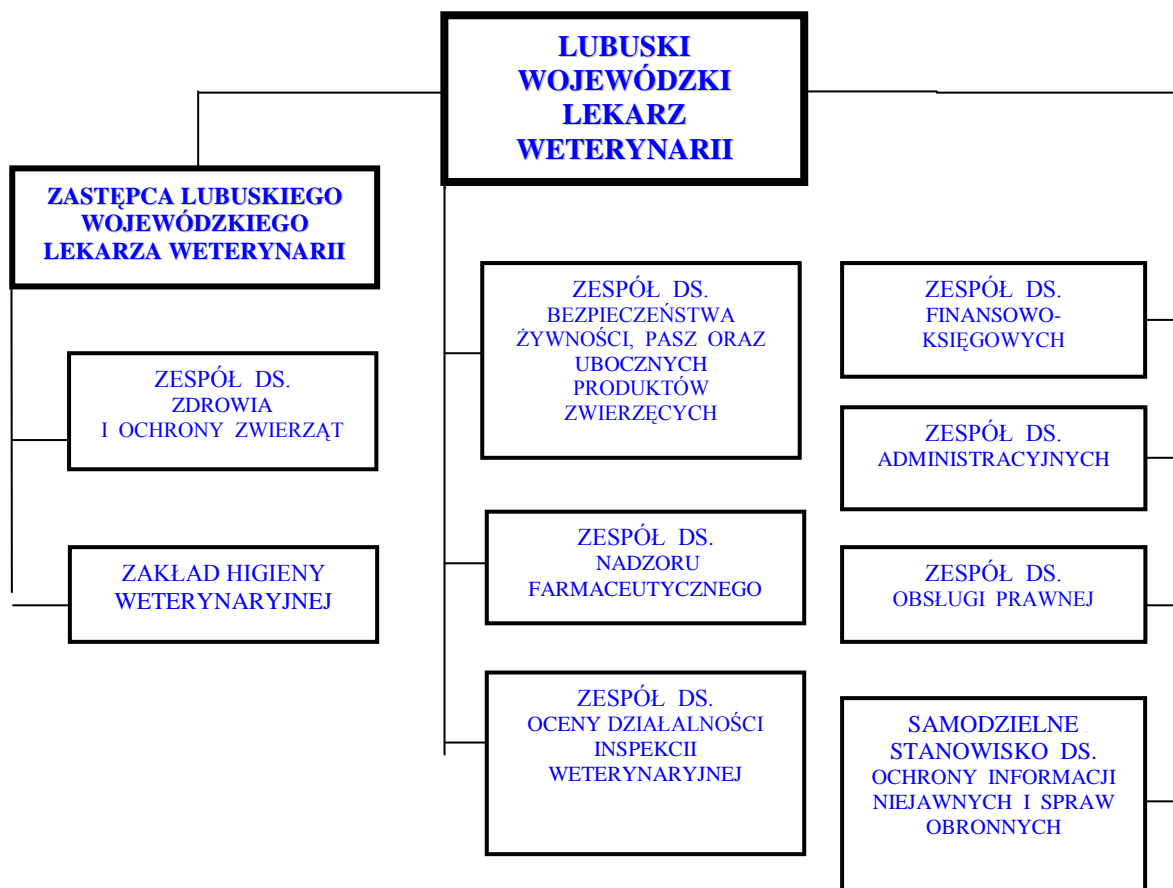 LUBUSKI
WOJEWÓDZKI
LEKARZ
WETERYNARII
ZASTĘPCA LUBUSKIEGO
WOJEWÓDZKIEGO
LEKARZA WETERYNARII
ZESPÓŁ DS.
ZDROWIA
I OCHRONY ZWIERZĄT
ZAKŁAD HIGIENY
WETERYNARYJNEJ
ZESPÓŁ DS.
BEZPIECZEŃSTWA
ŻYWNOŚCI, PASZ ORAZ
UBOCZNYCH
PRODUKTÓW
ZWIERZĘCYCH
ZESPÓŁ DS.
NADZORU
FARMACEUTYCZNEGO
ZESPÓŁ DS.
OCENY DZIAŁALNOŚCI
INSPEKCII
WETERYNARYJNEJ
ZESPÓŁ DS.
FINANSOWO-
KSIĘGOWYCH
ZESPÓŁ DS.
ADMINISTRACYJNYCH
ZESPÓŁ DS.
OBSŁUGI PRAWNEJ
SAMODZIELNE
STANOWISKO DS.
OCHRONY INFORMACJI
NIEJAWNYCH I SPRAW
OBRONNYCH